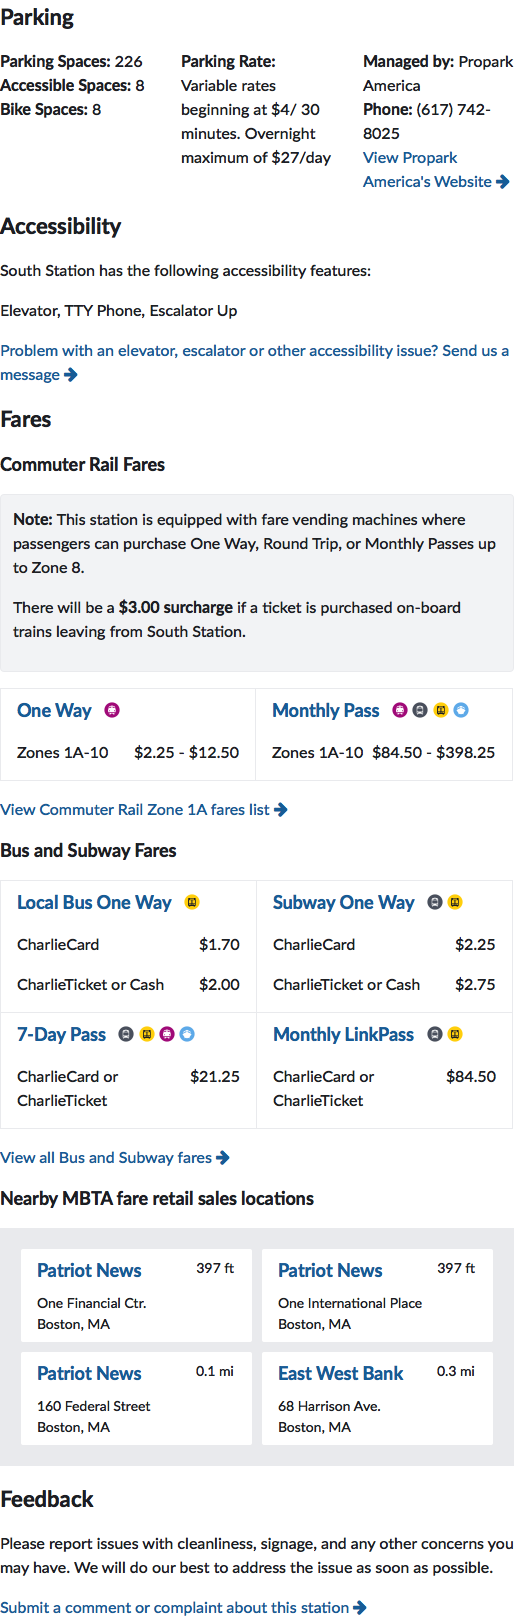 Parking
Parking Spaces: 226
Accessible Spaces: 8
Bike Spaces: 8
Parking Rate:
Variable rates
beginning at $4/ 30
minutes. Overnight
maximum of $27/day
Managed by: Propark
America
Phone: (617) 742-
8025
View Propark
America's Website
Accessibility
South Station has the following accessibility features:
Elevator, TTY Phone, Escalator Up
Problem with an elevator, escalator or other accessibility issue? Send us a
message
Fares
Commuter Rail Fares
Note: This station is equipped with fare vending machines where
passengers can purchase One Way, Round Trip, or Monthly Passes up
to Zone 8.
There will be a $3.00 surcharge if a ticket is purchased on-board
trains leaving from South Station.
One Way
Zones 1A-10 $2.25 - $12.50
Monthly Pass
Zones 1A-10 $84.50 - $398.25
View Commuter Rail Zone 1A fares list
Bus and Subway Fares
Local Bus One Way
CharlieCard $1.70
CharlieTicket or Cash $2.00
Subway One Way
CharlieCard $2.25
CharlieTicket or Cash $2.75
7-Day Pass
CharlieCard or $21.25
CharlieTicket
Monthly LinkPass
CharlieCard or $84.50
CharlieTicket
View all Bus and Subway fares
Nearby MBTA fare retail sales locations
Patriot News 397 ft
One Financial Ctr.
Boston, MA
Patriot News 397 ft
One International Place
Boston, MA
Patriot News 0.1 mi
160 Federal Street
Boston, MA
East West Bank 0.3 mi
68 Harrison Ave.
Boston, MA
Feedback
Please report issues with cleanliness, signage, and any other concerns you
may have. We will do our best to address the issue as soon as possible.
Submit a comment or complaint about this station